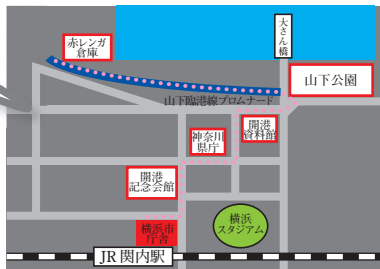 大さん橋
赤レンガ
倉庫
山下公園
山下臨港線プロムナード
開港
資料館
神奈川
県庁
開港
記念会館
横浜
スタジアム
横浜市
庁舎
JR関内駅